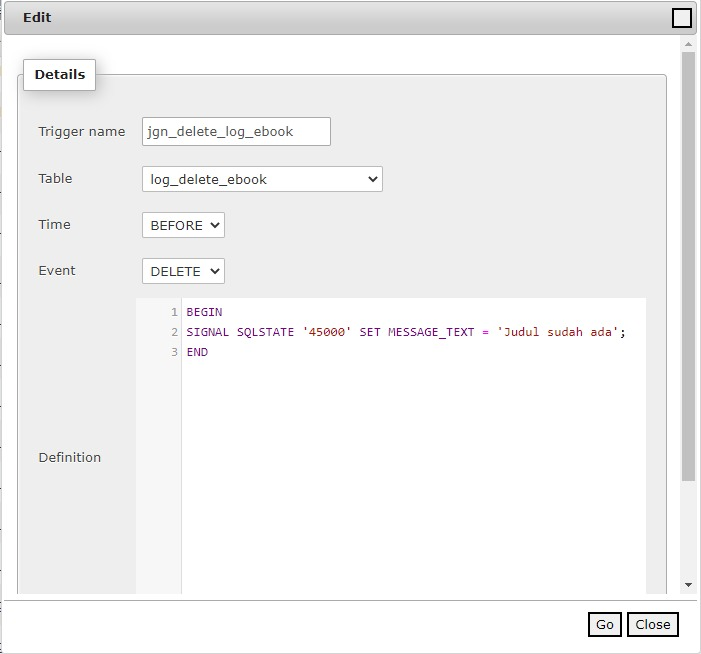 Edit
Details
Trigger name jgn_delete_log_ebook
Table log_delete_ebook
Time BEFORE
Event DELETE
1 BEGIN
2 SIGNAL SQLSTATE '45000' SET MESSAGE_TEXT = 'Judul sudah ada';
3 END
Definition
Go Close